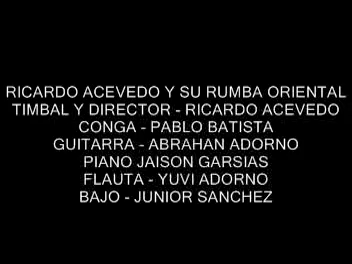 RICARDO ACEVEDO Y SU RUMBA ORIENTAL
TIMBAL Y DIRECTOR - RICARDO ACEVEDO
CONGA - PABLO BATISTA
GUITARRA - ABRAHAN ADORNO
PIANO JAISON GARSIAS
FLAUTA - YUVI ADORNO
BAJO - JUNIOR SANCHEZ